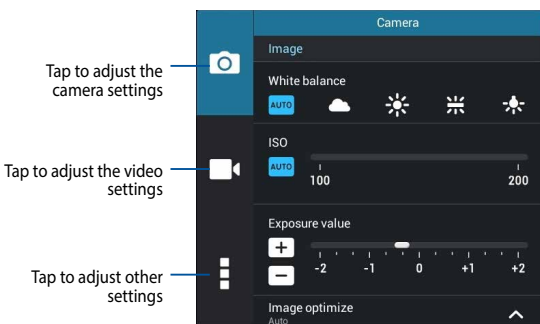 Camera
Image
Tap to adjust the
camera settings
White balance
AUTO
ISO
AUTO
100 200
Tap to adjust the video
settings
Exposure value
+
-2 -1 0 +1 +2
−
Tap to adjust other
settings
Image optimize
Auto